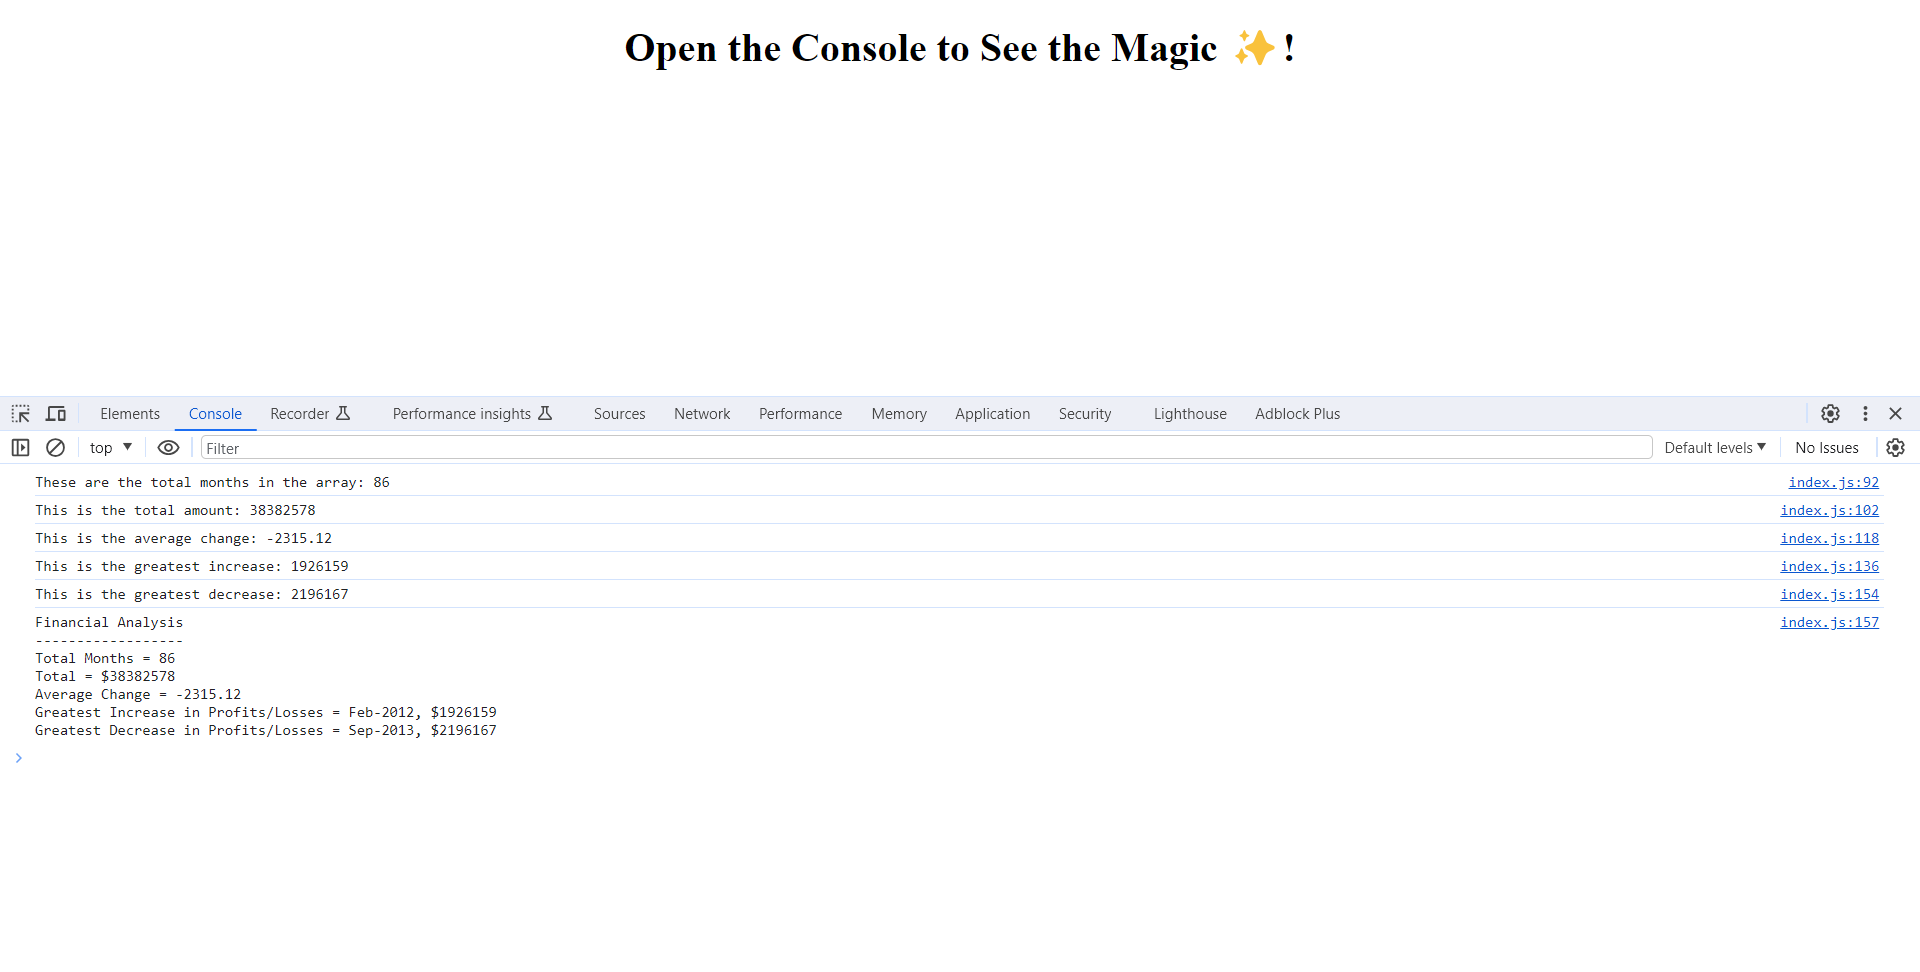 Open the Console to See the Magic ✨!
Elements Console Recorder Performance insights Sources Network Performance Memory Application Security Lighthouse Adblock Plus
top ▼ Filter Default levels ▼ No Issues
These are the total months in the array: 86 index.js:92
This is the total amount: 38382578 index.js:102
This is the average change: -2315.12 index.js:118
This is the greatest increase: 1926159 index.js:136
This is the greatest decrease: 2196167 index.js:154
Financial Analysis index.js:157
------------------
Total Months = 86
Total = $38382578
Average Change = -2315.12
Greatest Increase in Profits/Losses = Feb-2012, $1926159
Greatest Decrease in Profits/Losses = Sep-2013, $2196167